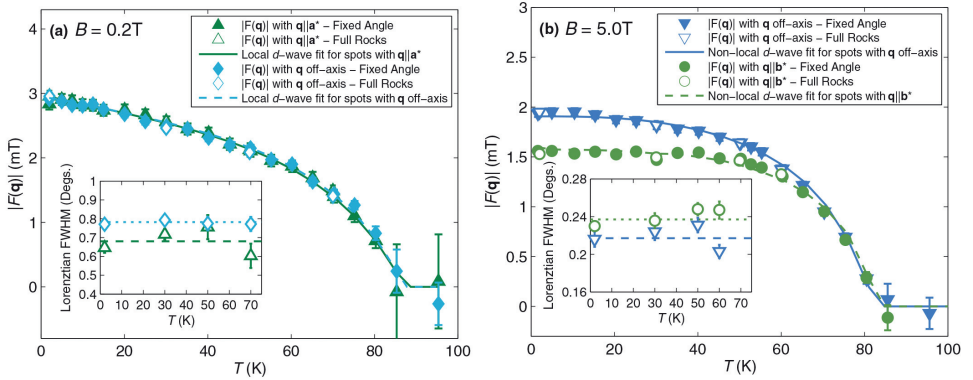 (a) B = 0.2T
|F(q)| with q||a* – Fixed Angle
|F(q)| with q||a* – Full Rocks
Local d–wave fit for spots with q||a*
|F(q)| with q off–axis – Fixed Angle
|F(q)| with q off–axis – Full Rocks
Local d–wave fit for spots with q off–axis
|F(q)| (mT)
4
3
2
1
0
0 20 40 60 80 100
T (K)
Lorenztian FWHM (Degs.)
1
0.9
0.8
0.7
0.6
0.5
0.4
0 10 20 30 40 50 60 70
T (K)
(b) B = 5.0T
|F(q)| with q off–axis – Fixed Angle
|F(q)| with q off–axis – Full Rocks
Non–local d–wave fit for spots with q off–axis
|F(q)| with q||b* – Fixed Angle
|F(q)| with q||b* – Full Rocks
Non–local d–wave fit for spots with q||b*
|F(q)| (mT)
3
2.5
2
1.5
1
0.5
0
0 20 40 60 80 100
T (K)
Lorenztian FWHM (Degs.)
0.28
0.24
0.21
0.16
0 10 20 30 40 50 60 70
T (K)